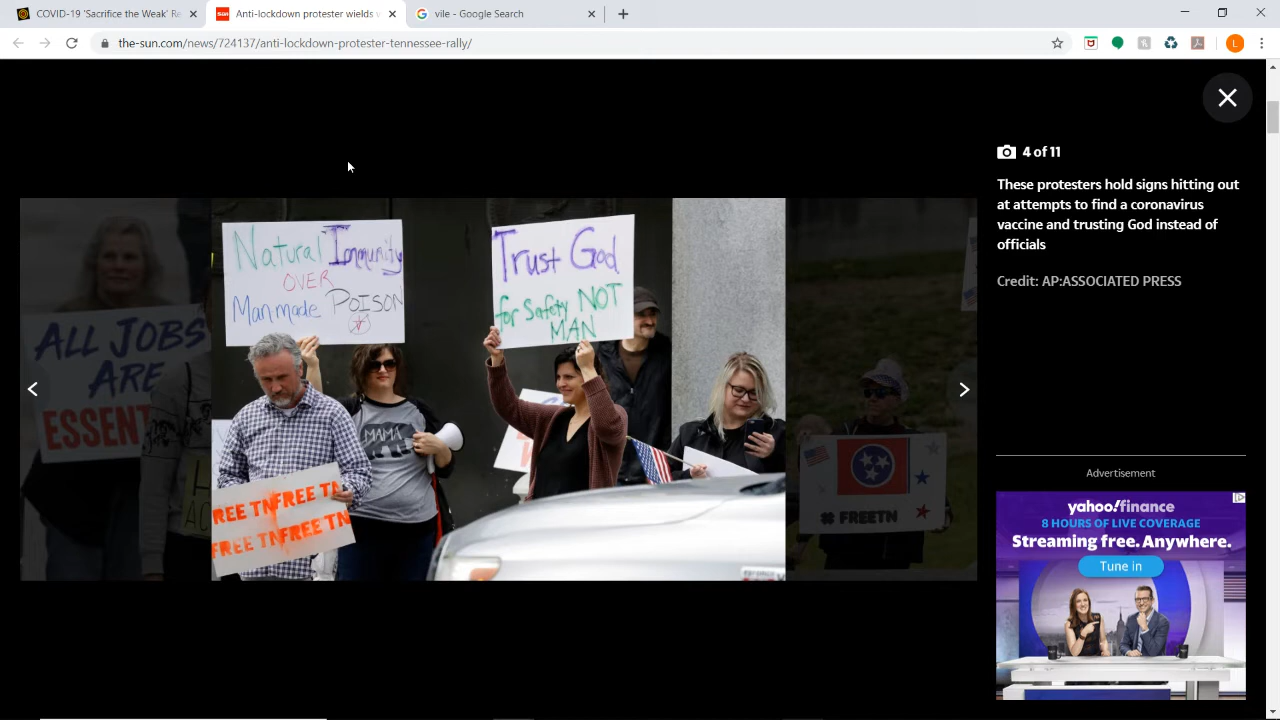 COVID-19 'Sacrifice the Weak' Re
Anti-lockdown protester wields v
vile - Google Search
the-sun.com/news/724137/anti-lockdown-protester-tennessee-rally/
L
4 of 11
These protesters hold signs hitting out
at attempts to find a coronavirus
vaccine and trusting God instead of
officials
Credit: AP:ASSOCIATED PRESS
ALL JOBS
ARE
ESSENT
Natural Immunity
OVER
Manmade POISON
Trust God
for Safety NOT
MAN
MAMA
REE TN FREE TN
FREE TN FREE TN
# FREETN
Advertisement
yahoo!finance
8 HOURS OF LIVE COVERAGE
Streaming free. Anywhere.
Tune in